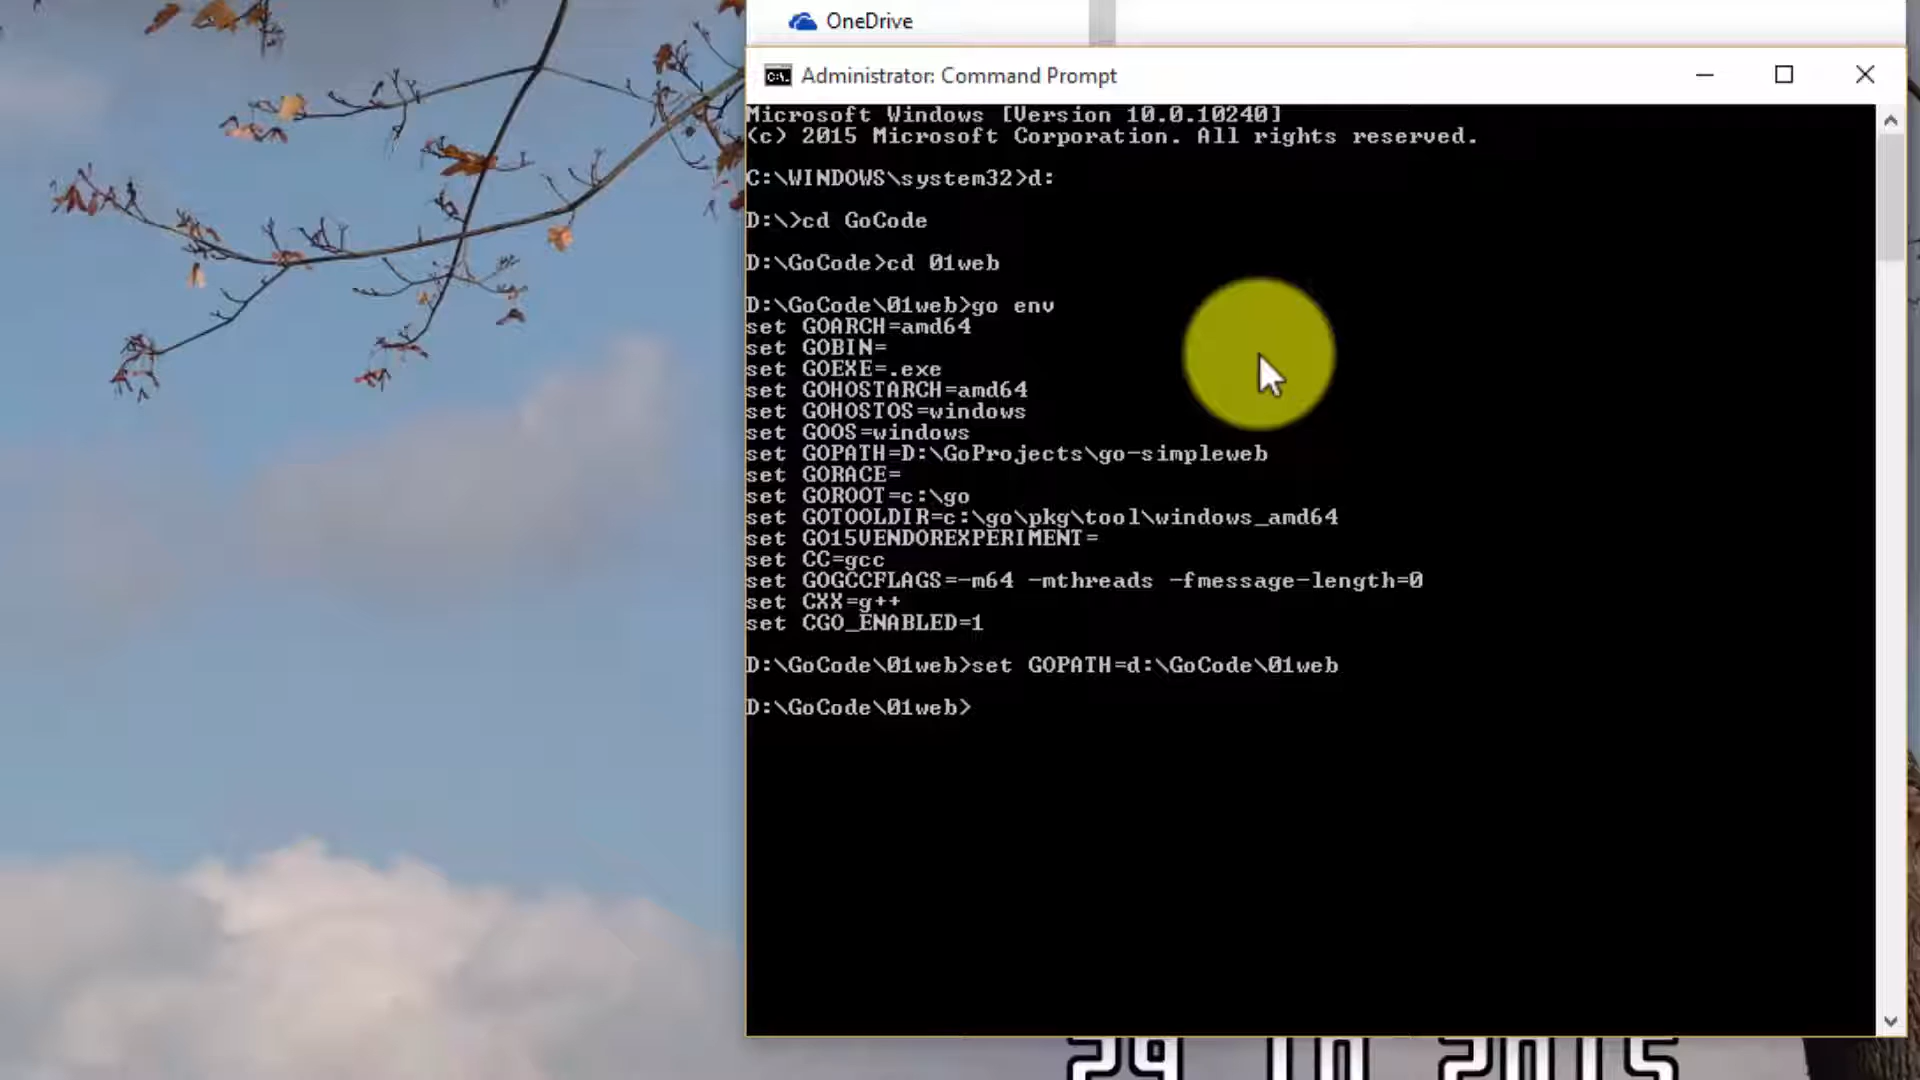 OneDrive
Administrator: Command Prompt
Microsoft Windows [Version 10.0.10240]
(c) 2015 Microsoft Corporation. All rights reserved.
C:\WINDOWS\system32>d:
D:\>cd GoCode
D:\GoCode>cd 01web
D:\GoCode\01web>go env
set GOARCH=amd64
set GOBIN=
set GOEXE=.exe
set GOHOSTARCH=amd64
set GOHOSTOS=windows
set GOOS=windows
set GOPATH=D:\GoProjects\go-simpleweb
set GORACE=
set GOROOT=c:\go
set GOTOOLDIR=c:\go\pkg\tool\windows_amd64
set GO15VENDOREXPERIMENT=
set CC=gcc
set GOGCCFLAGS=-m64 -mthreads -fmessage-length=0
set CXX=g++
set CGO_ENABLED=1
D:\GoCode\01web>set GOPATH=d:\GoCode\01web
D:\GoCode\01web>
29 10 2015